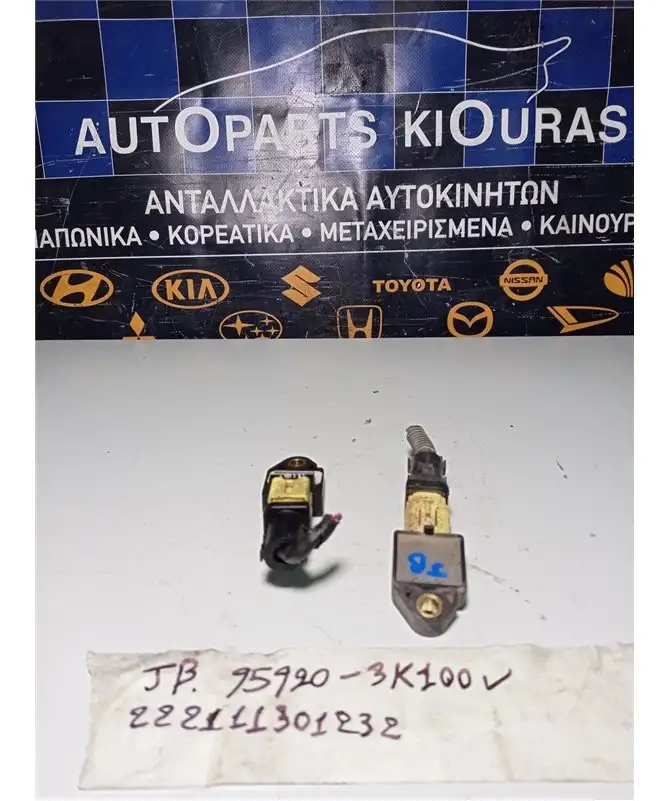 AUTOPARTS KIOURAS
ΑΝΤΑΛΛΑΚΤΙΚΑ ΑΥΤΟΚΙΝΗΤΩΝ
ΙΑΠΩΝΙΚΑ • ΚΟΡΕΑΤΙΚΑ • ΜΕΤΑΧΕΙΡΙΣΜΕΝΑ • ΚΑΙΝΟΥΡ
KIA TOYOTA NISSAN
JB
JB. 95920-3K100 ✓
222111301232